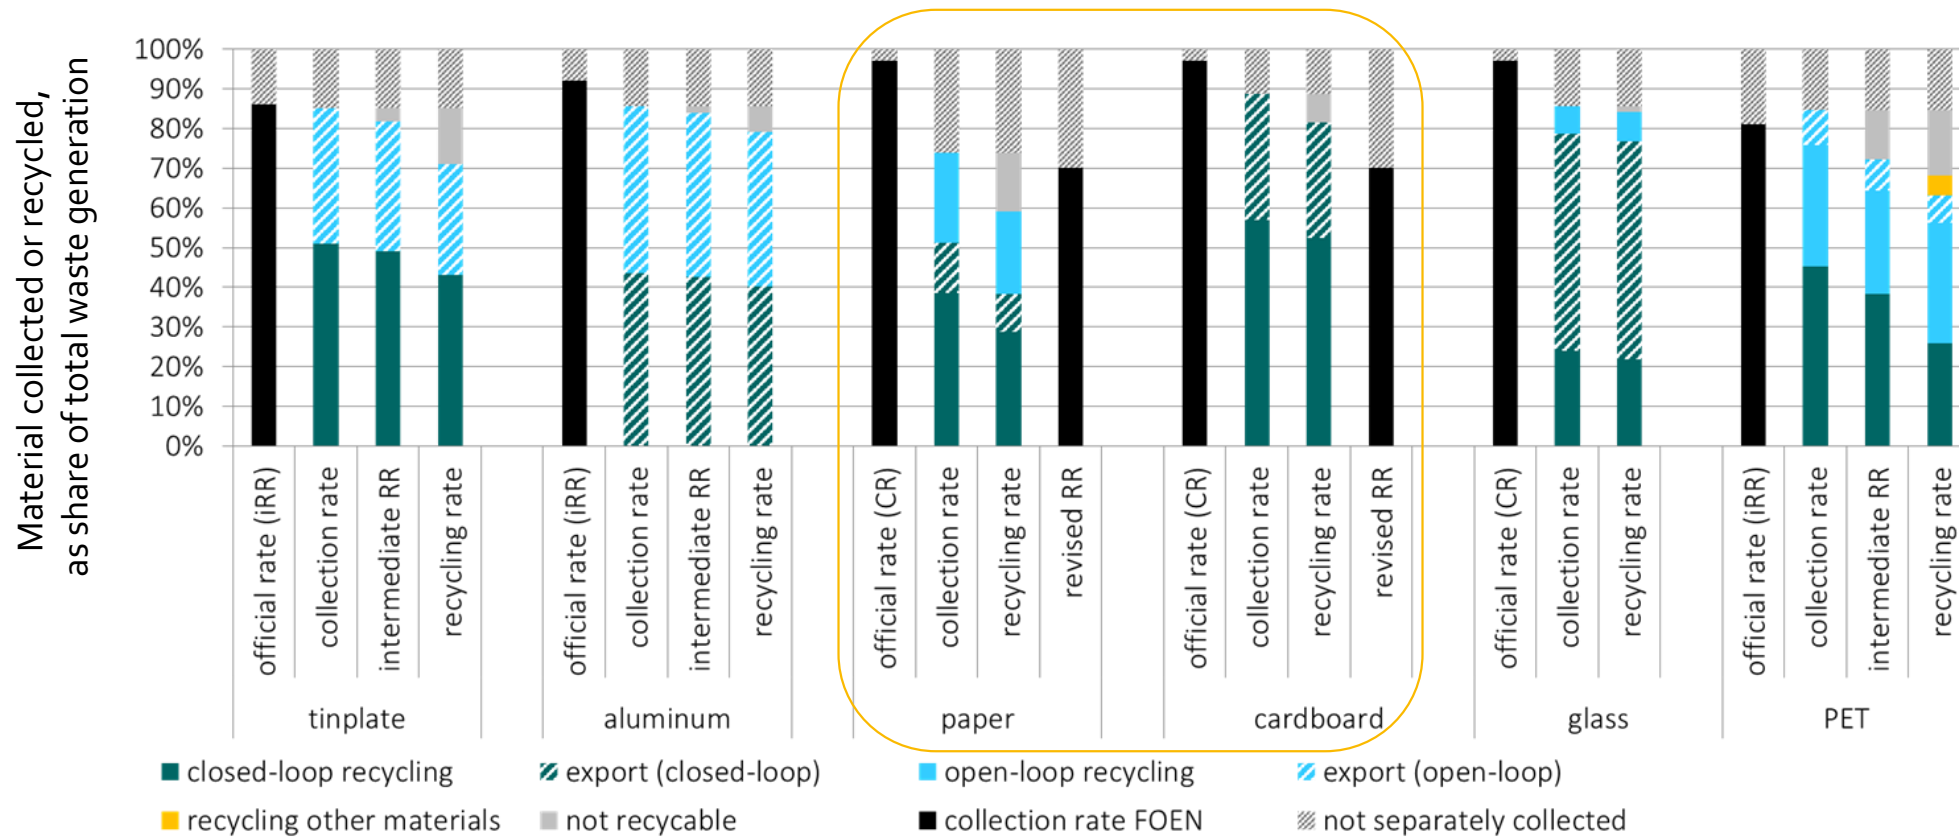 Material collected or recycled,
as share of total waste generation
100%
90%
80%
70%
60%
50%
40%
30%
20%
10%
0%
official rate (iRR)
collection rate
intermediate RR
recycling rate
official rate (iRR)
collection rate
intermediate RR
recycling rate
official rate (CR)
collection rate
recycling rate
revised RR
official rate (CR)
collection rate
recycling rate
revised RR
official rate (CR)
collection rate
recycling rate
official rate (iRR)
collection rate
intermediate RR
recycling rate
tinplate aluminum paper cardboard glass PET
closed-loop recycling export (closed-loop) open-loop recycling export (open-loop)
recycling other materials not recycable collection rate FOEN not separately collected